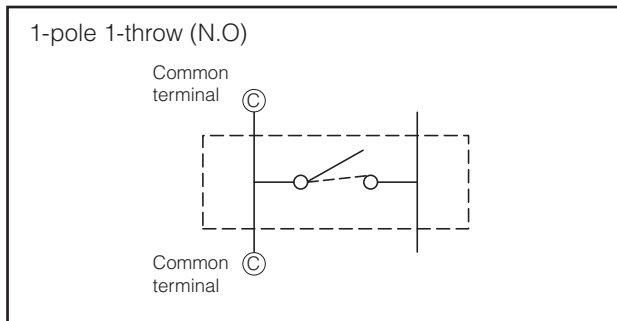 1-pole 1-throw (N.O)
Common
terminal
C
C
Common
terminal